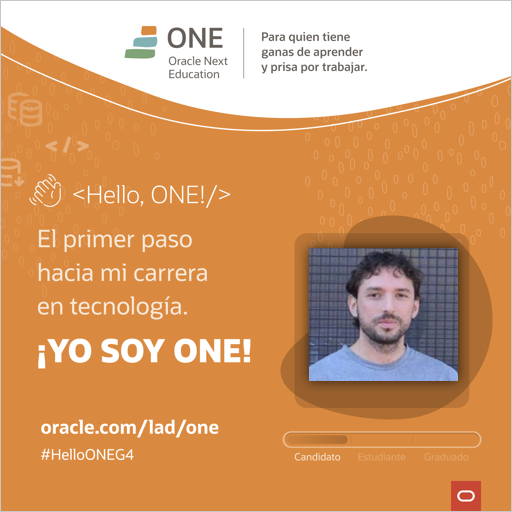 ONE
Oracle Next
Education
Para quien tiene
ganas de aprender
y prisa por trabajar.
</>
<Hello, ONE!/>
El primer paso
hacia mi carrera
en tecnología.
¡YO SOY ONE!
oracle.com/lad/one
#HelloONEG4
Candidato Estudiante Graduado